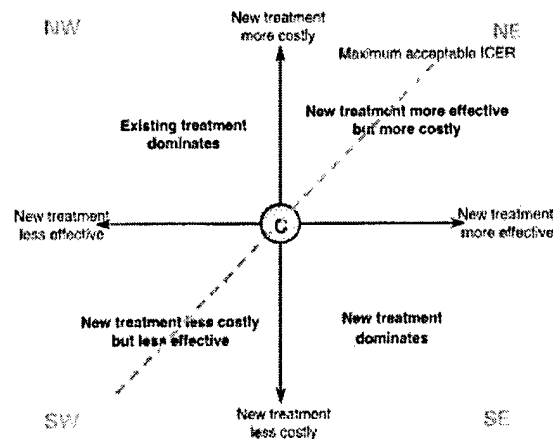 NW
New treatment
more costly
NE
Maximum acceptable ICER
Existing treatment
dominates
New treatment more effective
but more costly
New treatment
less effective
C
New treatment
more effective
New treatment less costly
but less effective
New treatment
dominates
SW
New treatment
less costly
SE